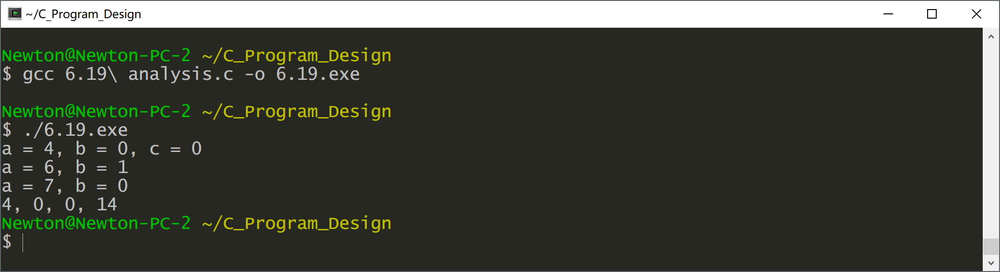 ~/C_Program_Design
Newton@Newton-PC-2 ~/C_Program_Design
$ gcc 6.19\ analysis.c -o 6.19.exe
Newton@Newton-PC-2 ~/C_Program_Design
$ ./6.19.exe
a = 4, b = 0, c = 0
a = 6, b = 1
a = 7, b = 0
4, 0, 0, 14
Newton@Newton-PC-2 ~/C_Program_Design
$